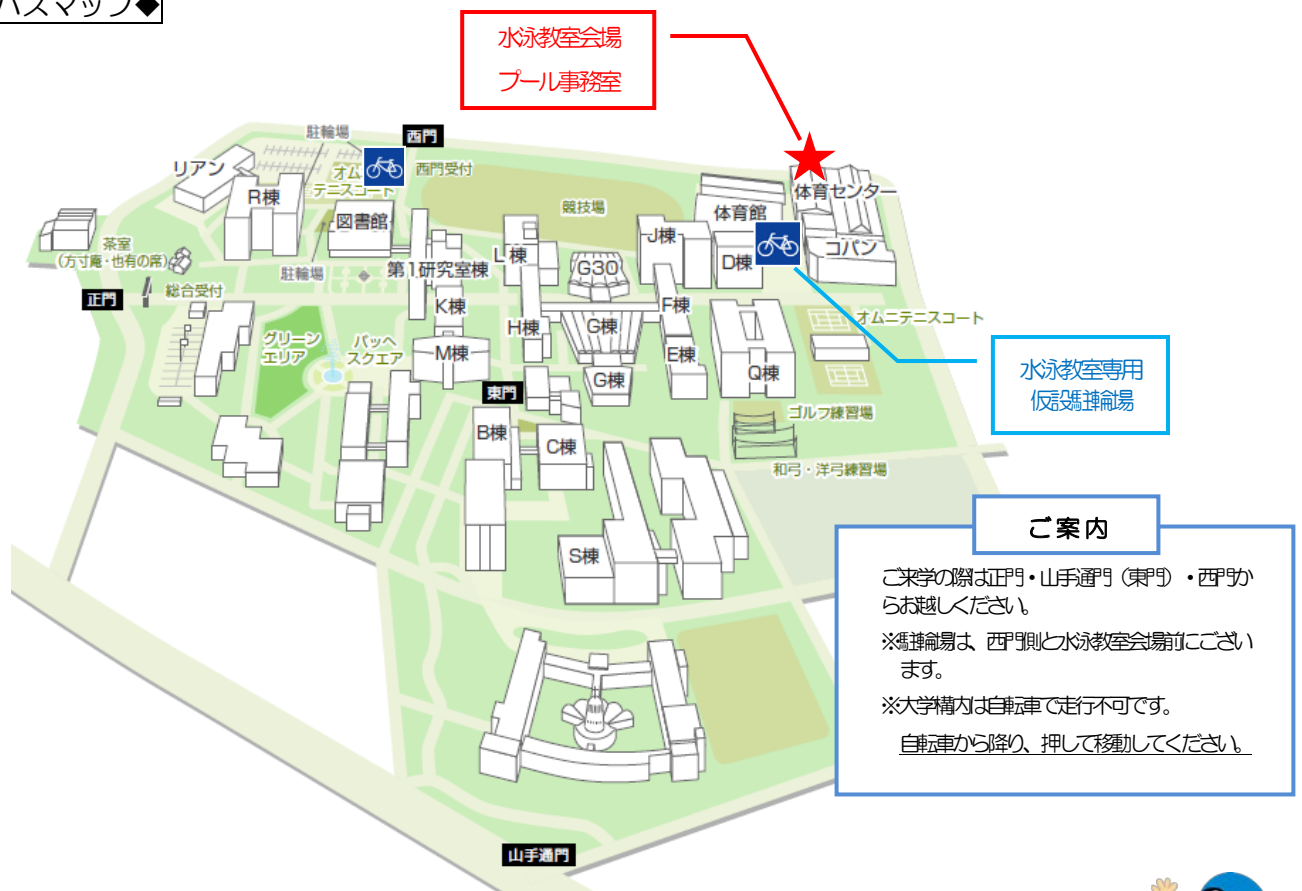 パスマップ◆
水泳教室会場
プール事務室
駐輪場
西門
リアン
オム
テニスコート
西門受付
R棟
図書館
競技場
体育センター
体育館
茶室
(方寸庵・也有の席)
駐輪場
第1研究室棟
L棟
J棟
G30
D棟
コパン
正門
総合受付
K棟
F棟
オムニテニスコート
グリーン
エリア
バッヘ
スクエア
M棟
H棟
G棟
E棟
Q棟
水泳教室専用
仮設駐輪場
東門
G棟
ゴルフ練習場
B棟
C棟
和弓・洋弓練習場
S棟
ご案内
ご来学の際は正門・山手通門(東門)・西門か
らお越しください。
※駐輪場は、西門側と水泳教室会場前にござい
ます。
※大学構内は自転車で走行不可です。
自転車から降り、押して移動してください。
山手通門